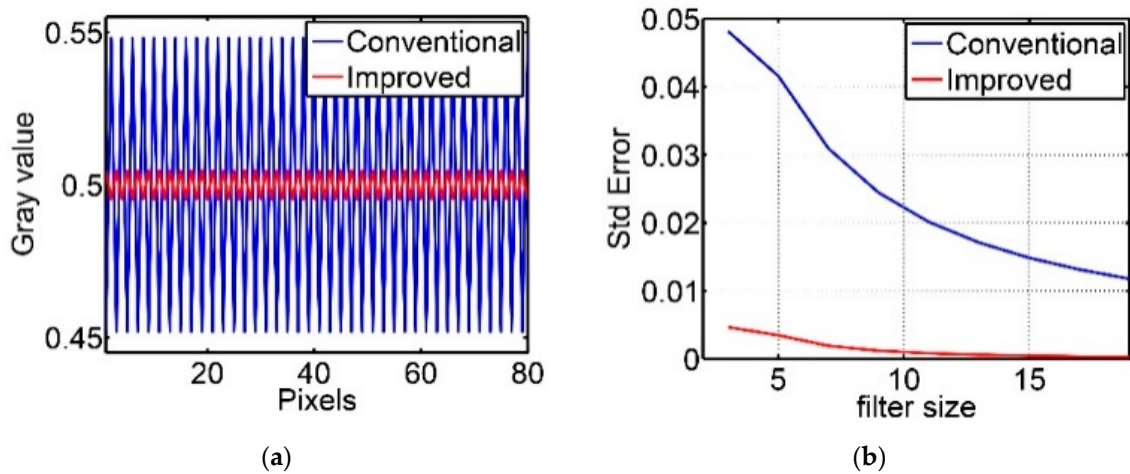 0.55
Conventional
Improved
0.5
0.45
Gray value
20 40 60 80
Pixels
(a)
0.05
0.04
0.03
0.02
0.01
0
Conventional
Improved
Std Error
5 10 15
filter size
(b)